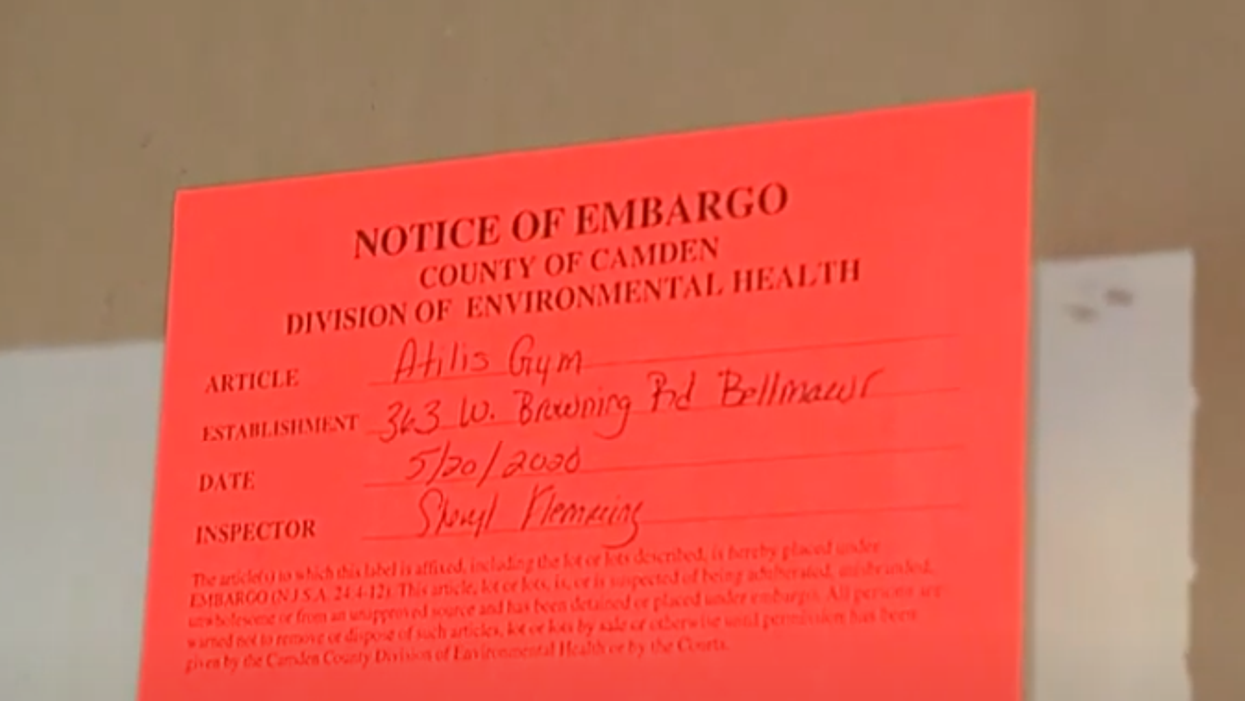 NOTICE OF EMBARGO
COUNTY OF CAMDEN
DIVISION OF ENVIRONMENTAL HEALTH
ARTICLE Atilis Gym
ESTABLISHMENT 363 W. Browning Rd Bellmawr
DATE 5/20/2020
INSPECTOR Sheryl Flemming
The article(s) to which this label is affixed, including the lot or lots described, is hereby placed under
EMBARGO (N.J.S.A. 24:4-12). This article, lot or lots, is, or is suspected of being adulterated, misbranded,
unwholesome or from an unapproved source and has been detained or placed under embargo. All persons are
warned not to remove or dispose of such articles, lot or lots by sale or otherwise until permission has been
given by the Camden County Division of Environmental Health or by the Courts.